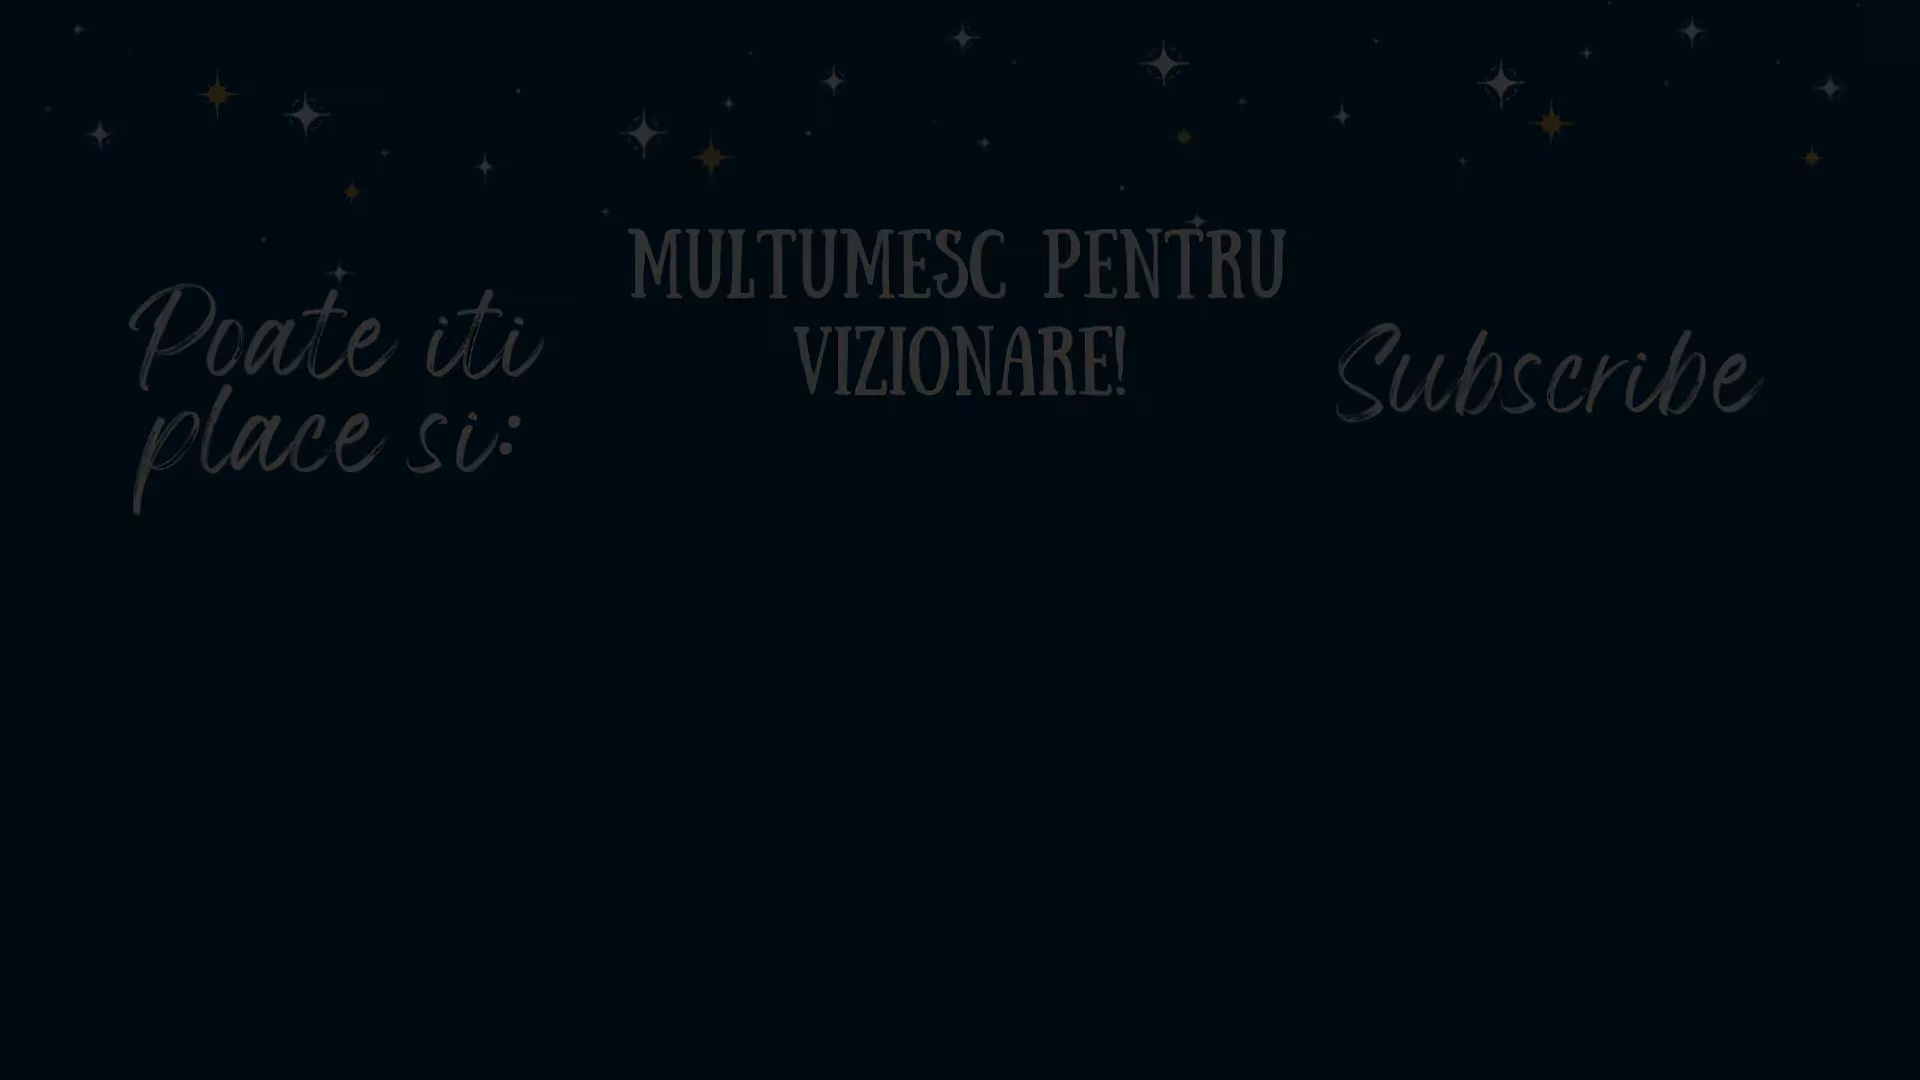 Poate iti
place si:
MULTUMESC PENTRU
VIZIONARE!
Subscribe